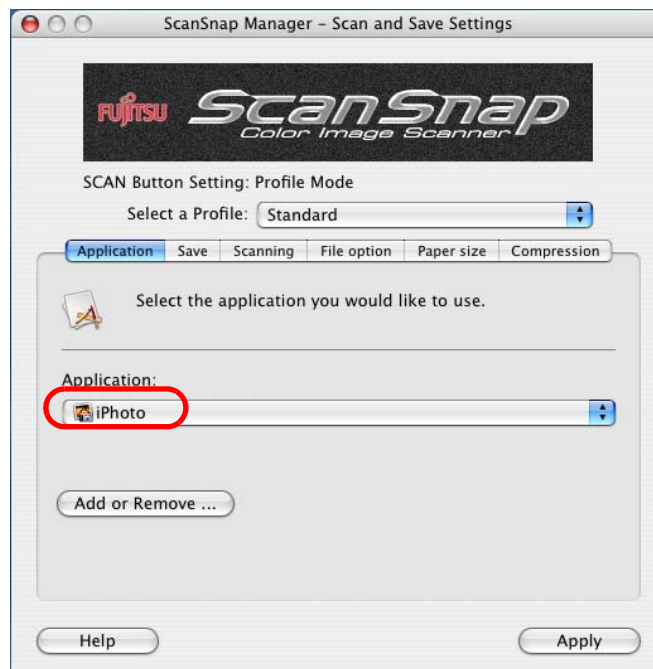 ScanSnap Manager – Scan and Save Settings
FUJITSU ScanSnap
Color Image Scanner
SCAN Button Setting: Profile Mode
Select a Profile: Standard
Application Save Scanning File option Paper size Compression
Select the application you would like to use.
Application:
iPhoto
Add or Remove ...
Help Apply